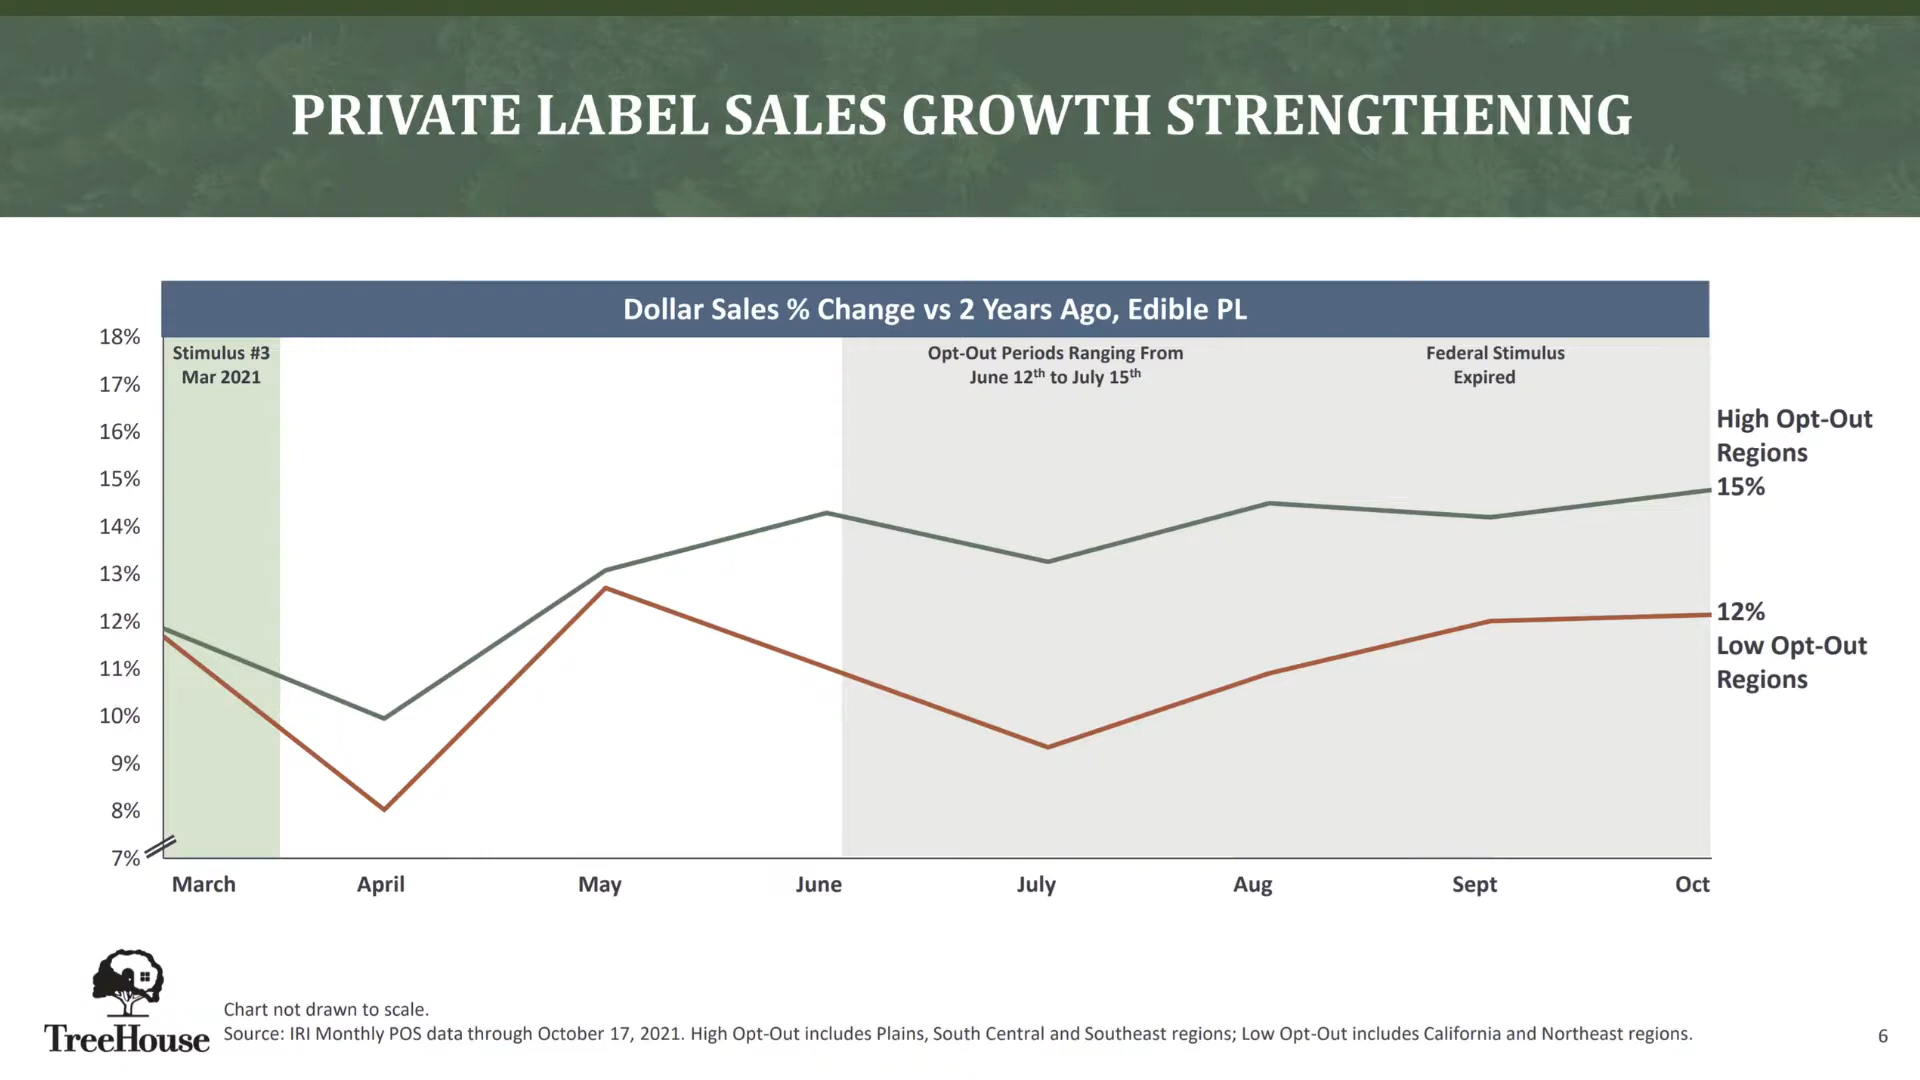 PRIVATE LABEL SALES GROWTH STRENGTHENING
Dollar Sales % Change vs 2 Years Ago, Edible PL
18%
17%
16%
15%
14%
13%
12%
11%
10%
9%
8%
7%
Stimulus #3
Mar 2021
Opt-Out Periods Ranging From
June 12th to July 15th
Federal Stimulus
Expired
High Opt-Out
Regions
15%
12%
Low Opt-Out
Regions
March April May June July Aug Sept Oct
TreeHouse
Chart not drawn to scale.
Source: IRI Monthly POS data through October 17, 2021. High Opt-Out includes Plains, South Central and Southeast regions; Low Opt-Out includes California and Northeast regions.
6